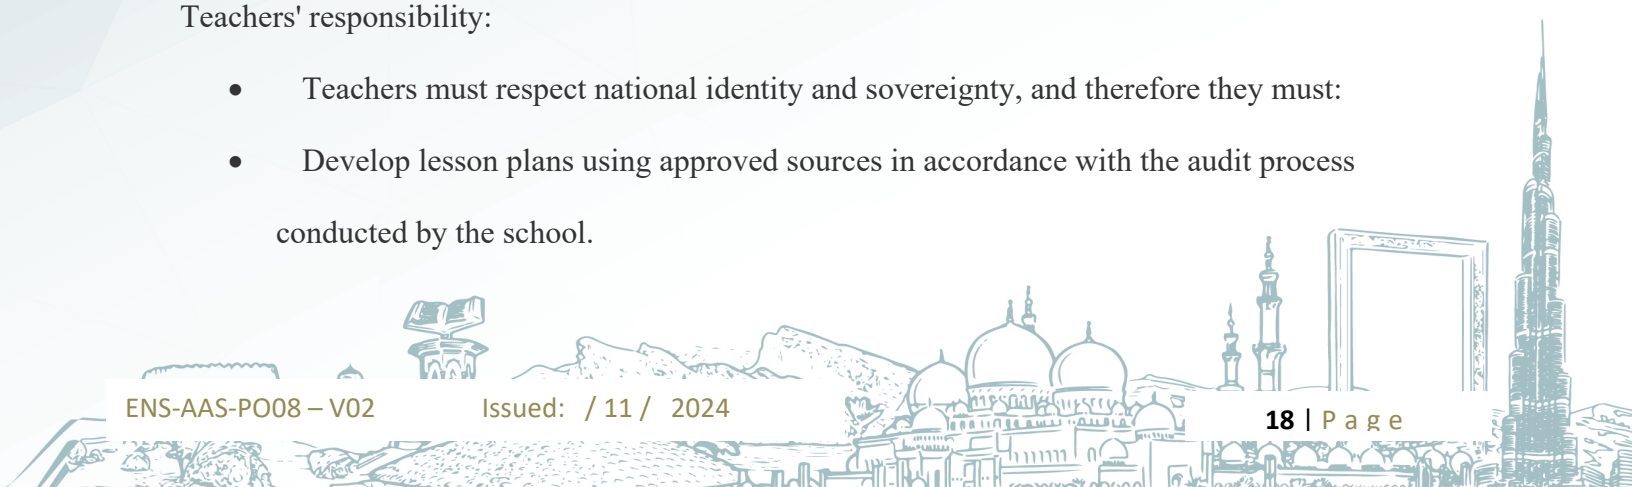 Teachers' responsibility:
• Teachers must respect national identity and sovereignty, and therefore they must:
• Develop lesson plans using approved sources in accordance with the audit process
conducted by the school.
ENS-AAS-PO08 – V02 Issued: / 11 / 2024 18 | Page